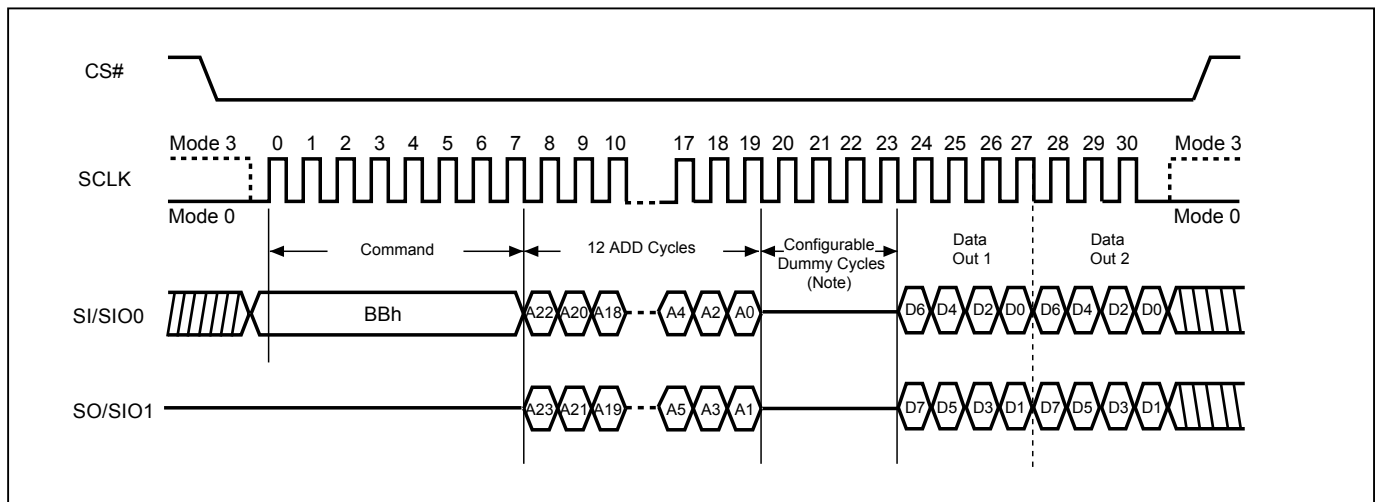 CS#
Mode 3 0 1 2 3 4 5 6 7 8 9 10 17 18 19 20 21 22 23 24 25 26 27 28 29 30 Mode 3
SCLK
Mode 0 Mode 0
Command 12 ADD Cycles Configurable Dummy Cycles (Note) Data Out 1 Data Out 2
SI/SIO0 BBh A22 A20 A18 A4 A2 A0 D6 D4 D2 D0 D6 D4 D2 D0
SO/SIO1 A23 A21 A19 A5 A3 A1 D7 D5 D3 D1 D7 D5 D3 D1